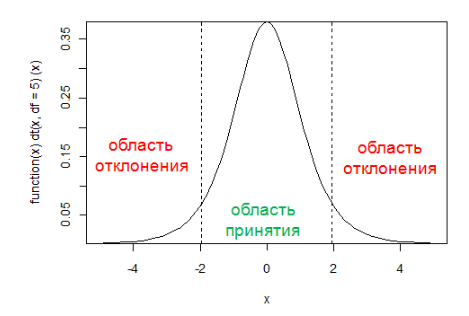 function(x) dt(x, df = 5) (x)
0.35
0.25
0.15
0.05
область
отклонения
область
отклонения
область
принятия
-4 -2 0 2 4
x